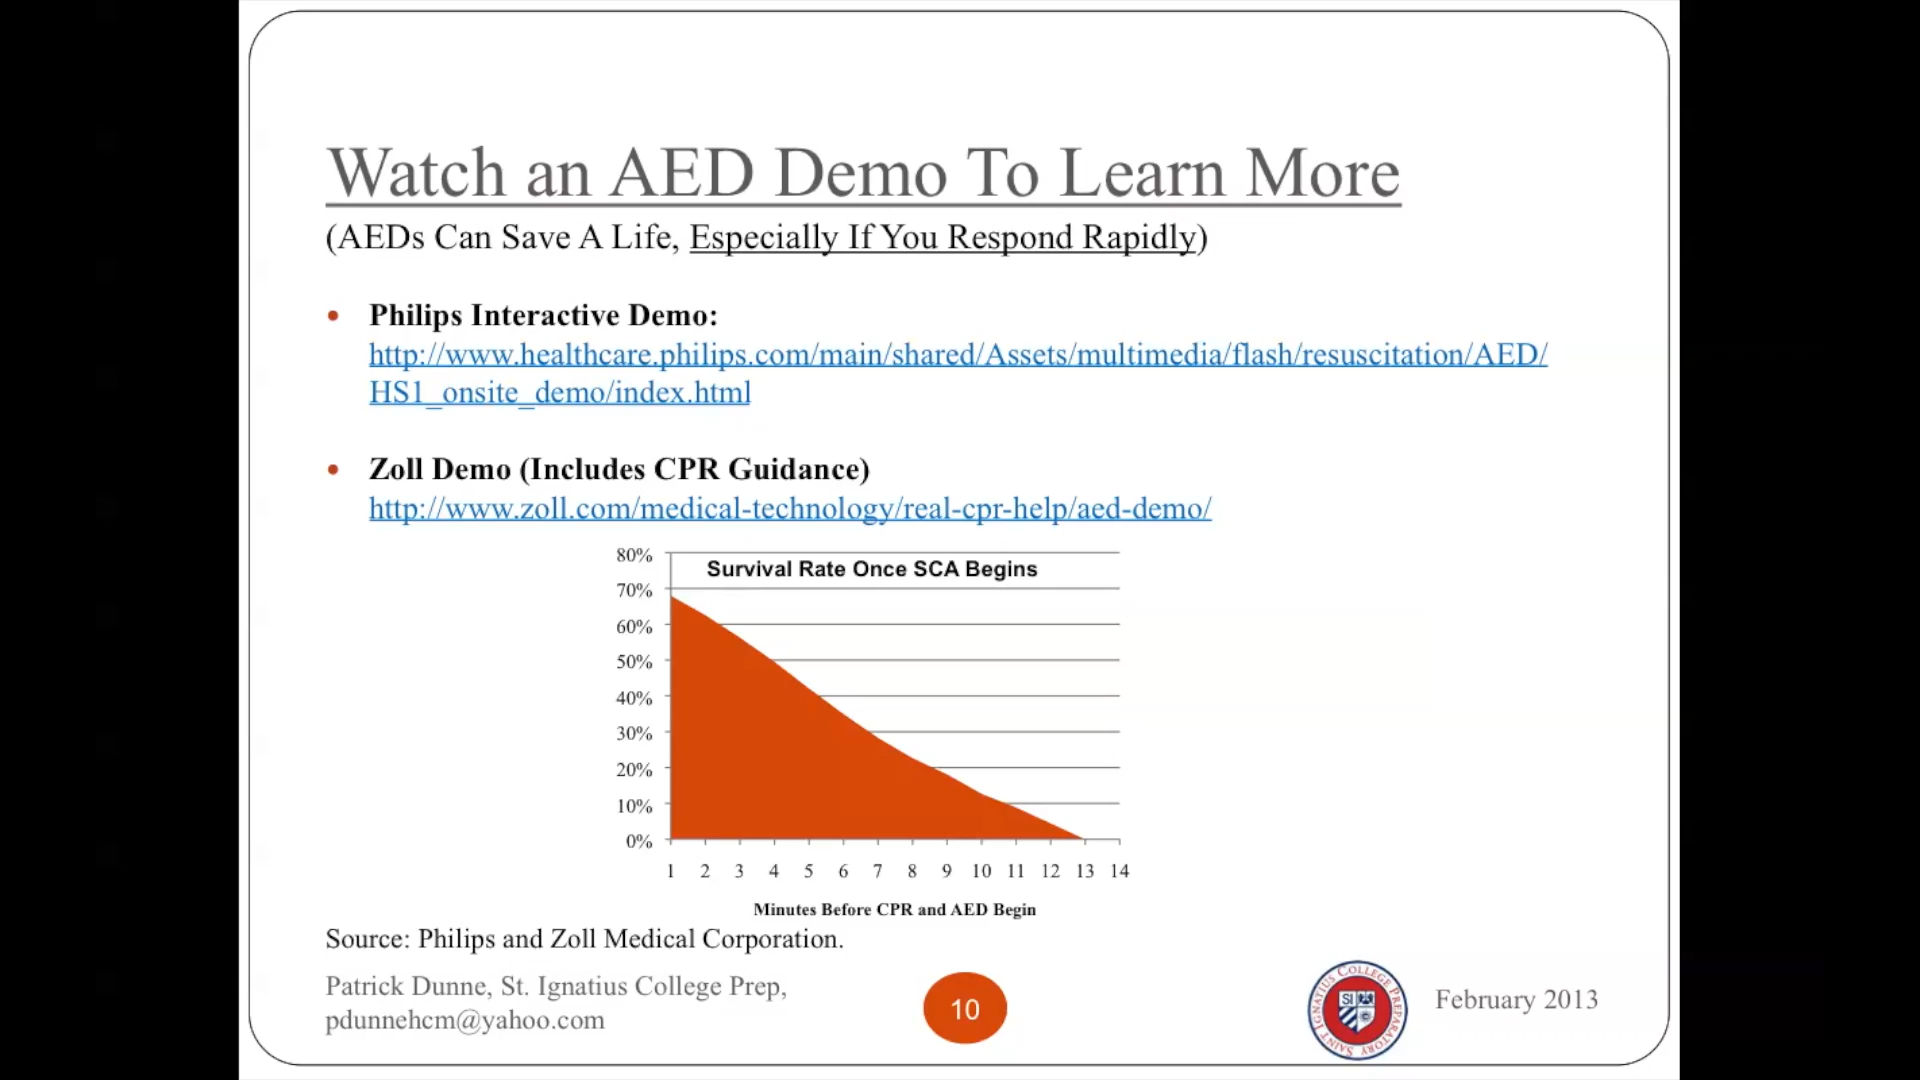 Watch an AED Demo To Learn More
(AEDs Can Save A Life, Especially If You Respond Rapidly)
• Philips Interactive Demo:
http://www.healthcare.philips.com/main/shared/Assets/multimedia/flash/resuscitation/AED/
HS1_onsite_demo/index.html
• Zoll Demo (Includes CPR Guidance)
http://www.zoll.com/medical-technology/real-cpr-help/aed-demo/
Survival Rate Once SCA Begins
80%
70%
60%
50%
40%
30%
20%
10%
0%
1 2 3 4 5 6 7 8 9 10 11 12 13 14
Minutes Before CPR and AED Begin
Source: Philips and Zoll Medical Corporation.
Patrick Dunne, St. Ignatius College Prep,
pdunnehcm@yahoo.com
10
SAINT IGNATIUS COLLEGE PREPARATORY
SI
February 2013